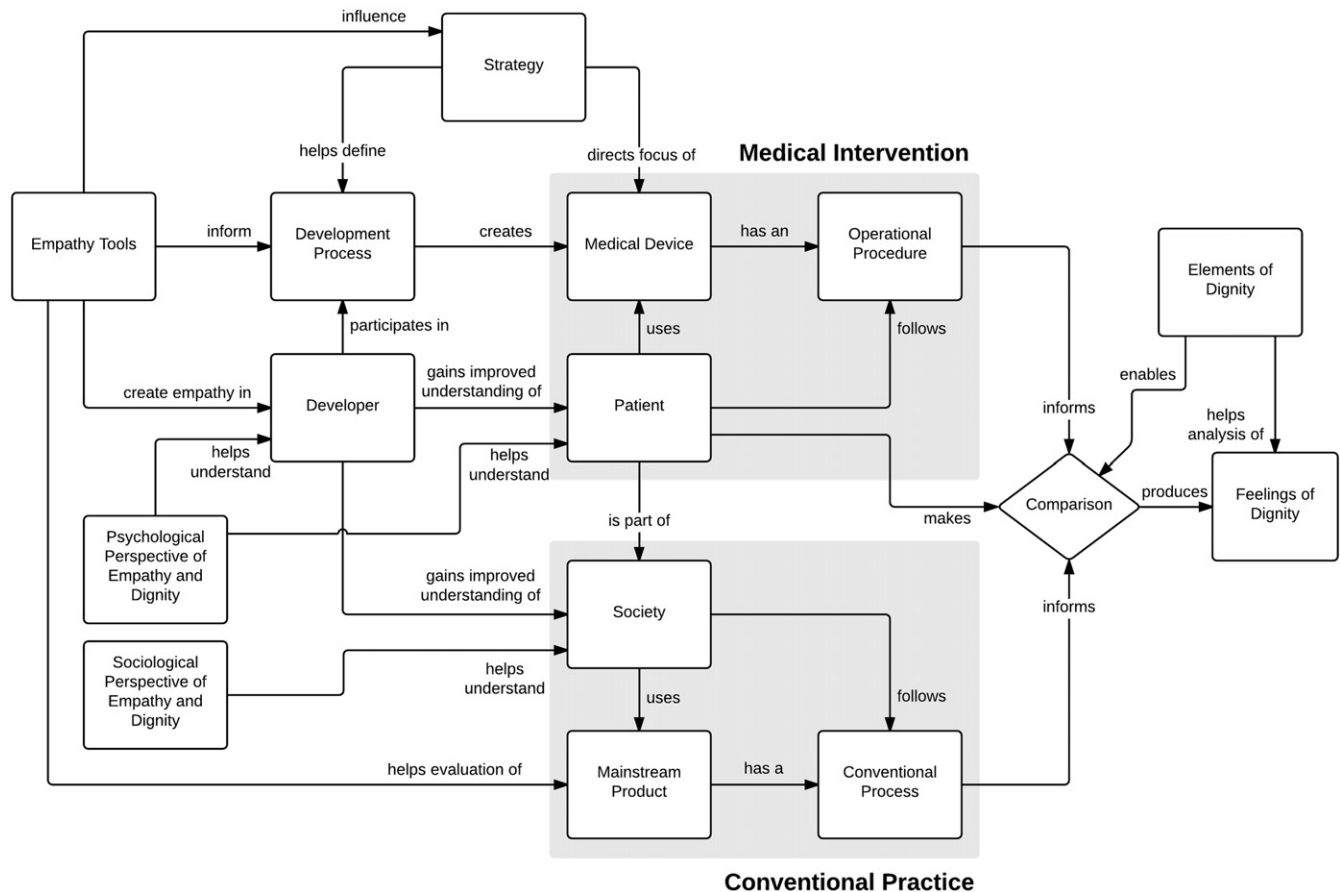 influence
Strategy
helps define
directs focus of
Medical Intervention
Empathy Tools
inform
Development
Process
creates
Medical Device
has an
Operational
Procedure
Elements of
Dignity
participates in
uses
follows
create empathy in
Developer
gains improved
understanding of
Patient
enables
informs
helps
analysis of
helps
understand
helps
understand
makes
Comparison
produces
Feelings of
Dignity
Psychological
Perspective of
Empathy and
Dignity
is part of
gains improved
understanding of
Society
informs
Sociological
Perspective of
Empathy and
Dignity
helps
understand
uses
follows
helps evaluation of
Mainstream
Product
has a
Conventional
Process
Conventional Practice